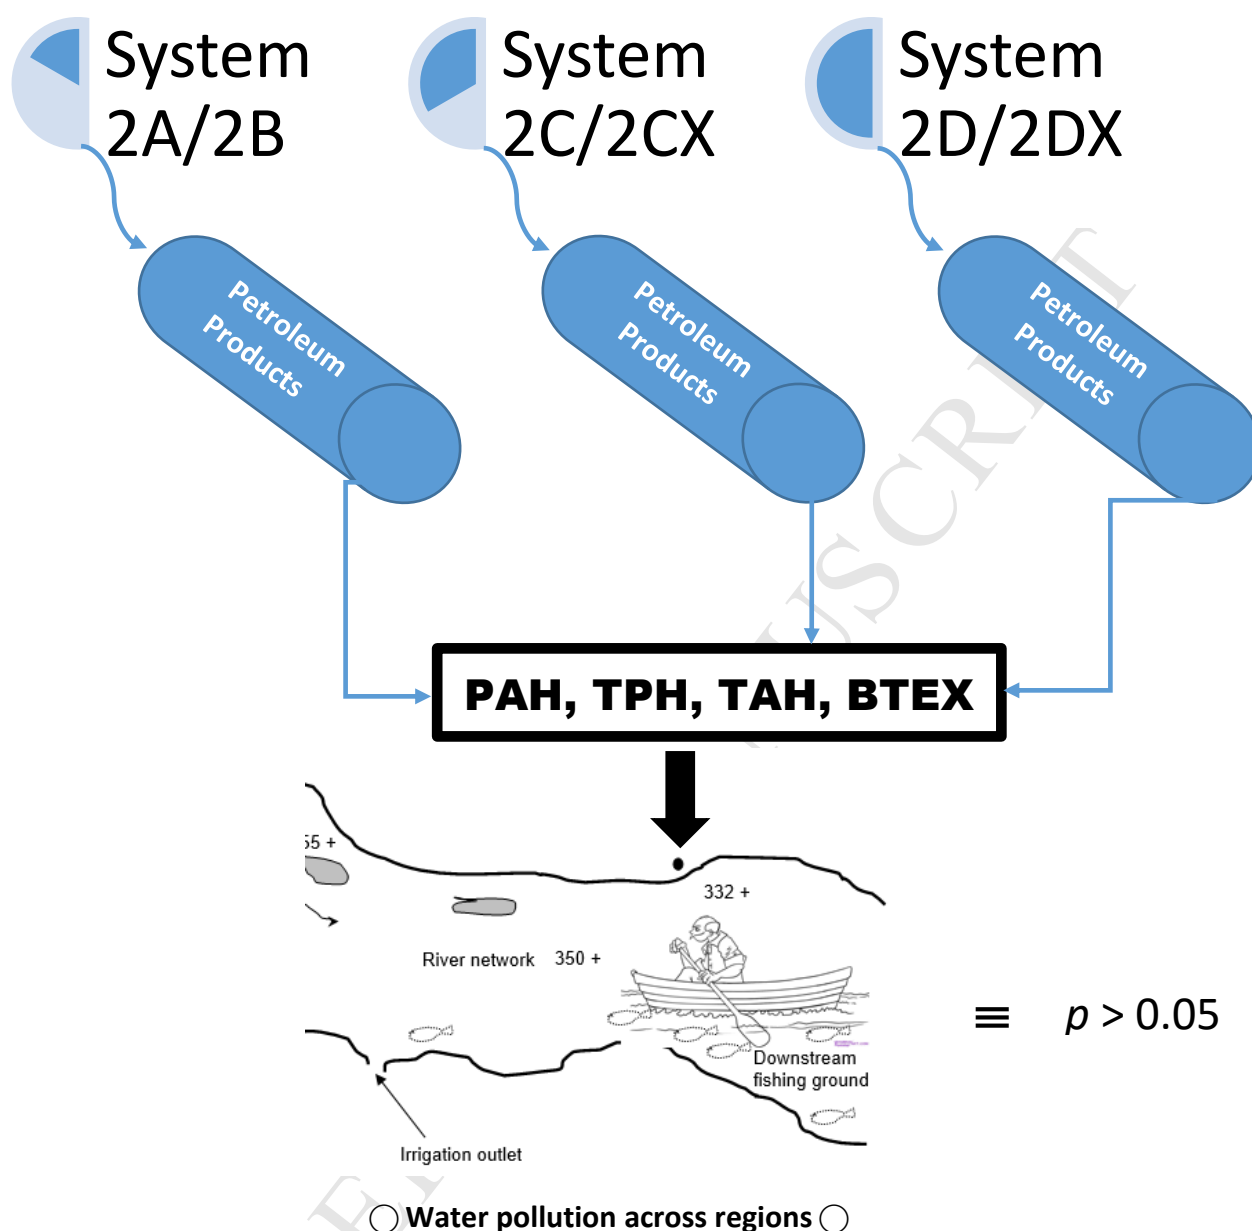 System
2A/2B
System
2C/2CX
System
2D/2DX
Petroleum
Products
Petroleum
Products
Petroleum
Products
PAH, TPH, TAH, BTEX
55 +
332 +
River network 350 +
≡ p > 0.05
Downstream
fishing ground
Irrigation outlet
○ Water pollution across regions ○